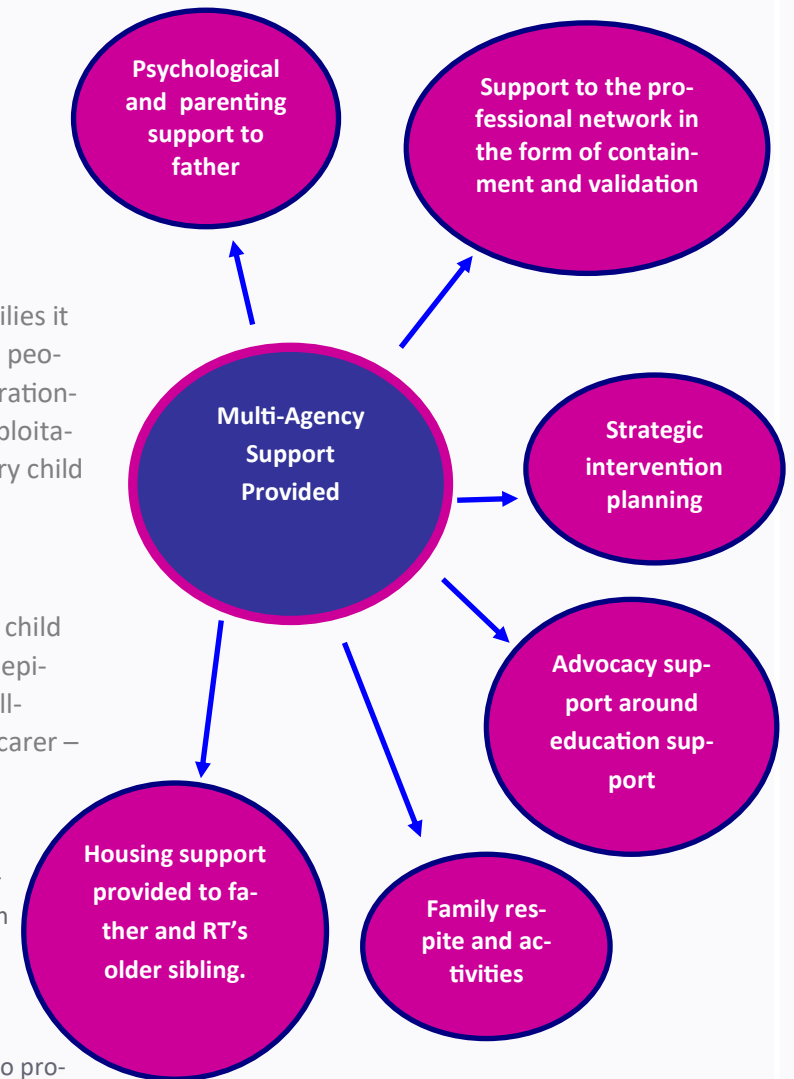 Psychological
and parenting
support to
father
Support to the pro-
fessional network in
the form of contain-
ment and validation
ilies it
peo-
ration-
ploita-
ry child
Multi-Agency
Support
Provided
Strategic
intervention
planning
child
epi-
ll-
carer –
Advocacy sup-
port around
education sup-
port
Housing support
provided to fa-
ther and RT's
older sibling.
Family res-
pite and ac-
tivities
o pro-